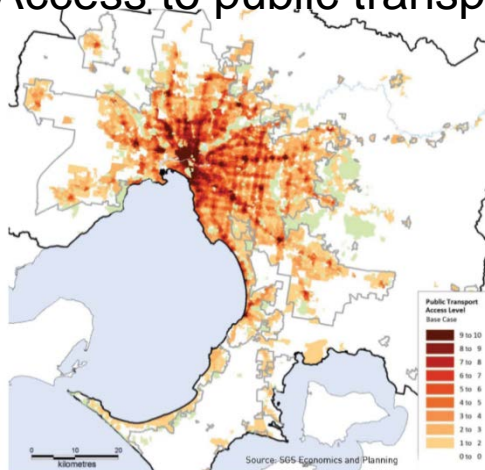 Access to public transp
Public Transport
Access Level
Base Case
9 to 10
8 to 9
7 to 8
6 to 7
5 to 6
4 to 5
3 to 4
2 to 3
1 to 2
0 to 0
0 10 20
kilometres
Source: SGS Economics and Planning